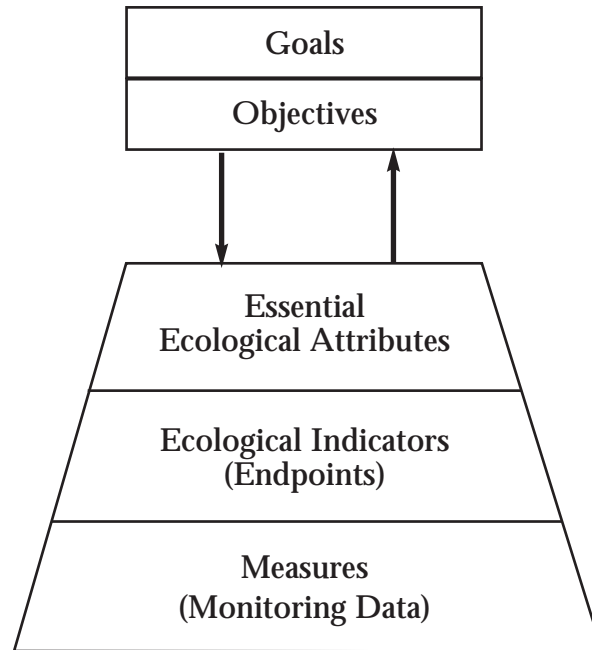 Goals
Objectives
Essential
Ecological Attributes
Ecological Indicators
(Endpoints)
Measures
(Monitoring Data)